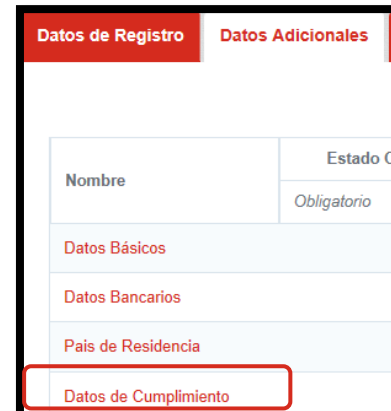 Datos de Registro Datos Adicionales
Estado
Nombre
Obligatorio
Datos Básicos
Datos Bancarios
Pais de Residencia
Datos de Cumplimiento